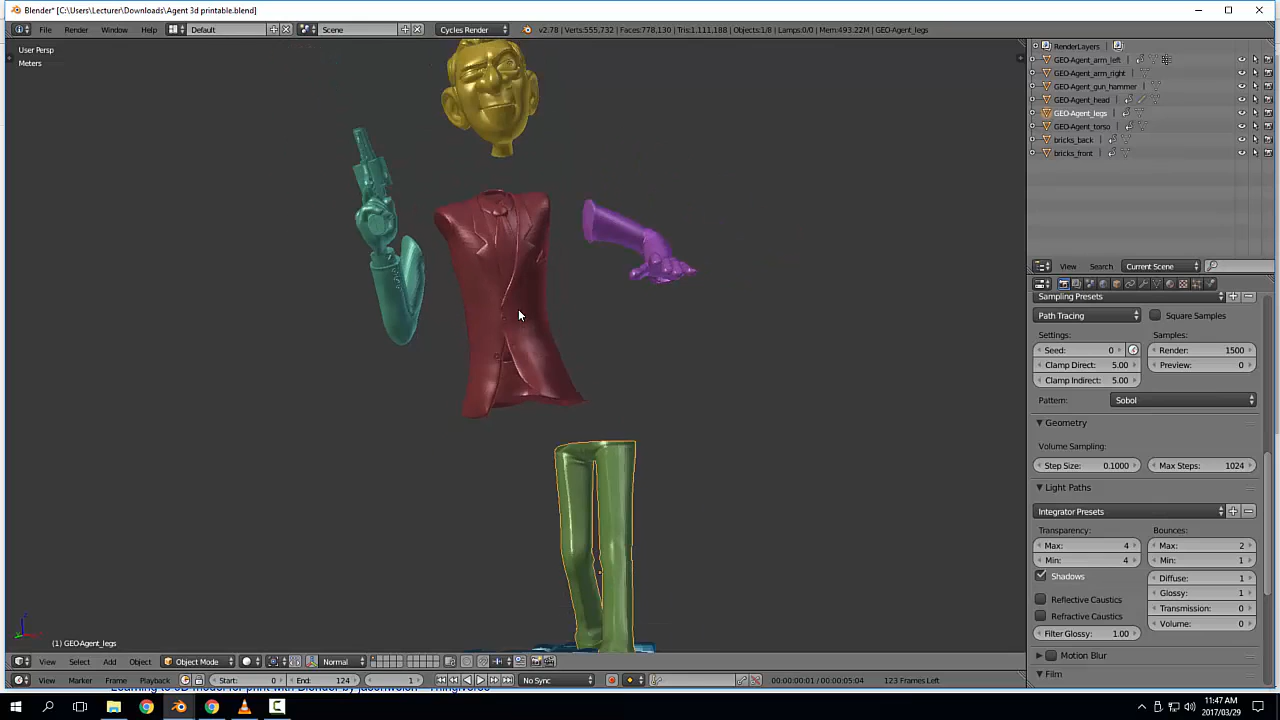 Blender* [C:\Users\Lecturer\Downloads\Agent 3d printable.blend]
File Render Window Help Default Scene Cycles Render v2.78 | Verts:555,732 | Faces:778,130 | Tris:1,111,188 | Objects:1/8 | Lamps:0/0 | Mem:493.22M | GEO-Agent_legs
User Persp
Meters
RenderLayers
GEO-Agent_arm_left
GEO-Agent_arm_right
GEO-Agent_gun_hammer
GEO-Agent_head
GEO-Agent_legs
GEO-Agent_torso
bricks_back
bricks_front
View Search Current Scene
Sampling Presets
Path Tracing Square Samples
Settings: Samples:
Seed: 0 Render: 1500
Clamp Direct: 5.00 Preview: 0
Clamp Indirect: 5.00
Pattern: Sobol
Geometry
Volume Sampling:
Step Size: 0.1000 Max Steps: 1024
Light Paths
Integrator Presets
Transparency: Bounces:
Max: 4 Max: 2
Min: 4 Min: 1
Shadows Diffuse: 1
Reflective Caustics Glossy: 1
Refractive Caustics Transmission: 0
Filter Glossy: 1.00 Volume: 0
Motion Blur
Film
(1) GEO-Agent_legs
View Select Add Object Object Mode Normal
View Marker Frame Playback Start: 0 End: 124 1 No Sync 00:00:00:01 / 00:00:05:04 123 Frames Left
11:47 AM
2017/03/29